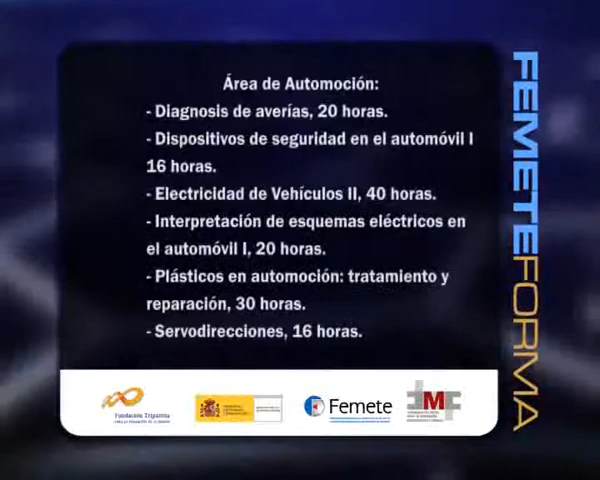 Área de Automoción:
- Diagnosis de averías, 20 horas.
- Dispositivos de seguridad en el automóvil I
16 horas.
- Electricidad de Vehículos II, 40 horas.
- Interpretación de esquemas eléctricos en
el automóvil I, 20 horas.
- Plásticos en automoción: tratamiento y
reparación, 30 horas.
- Servodirecciones, 16 horas.
FEMETEFORMA
Fundación Tripartita
Femete
FMF